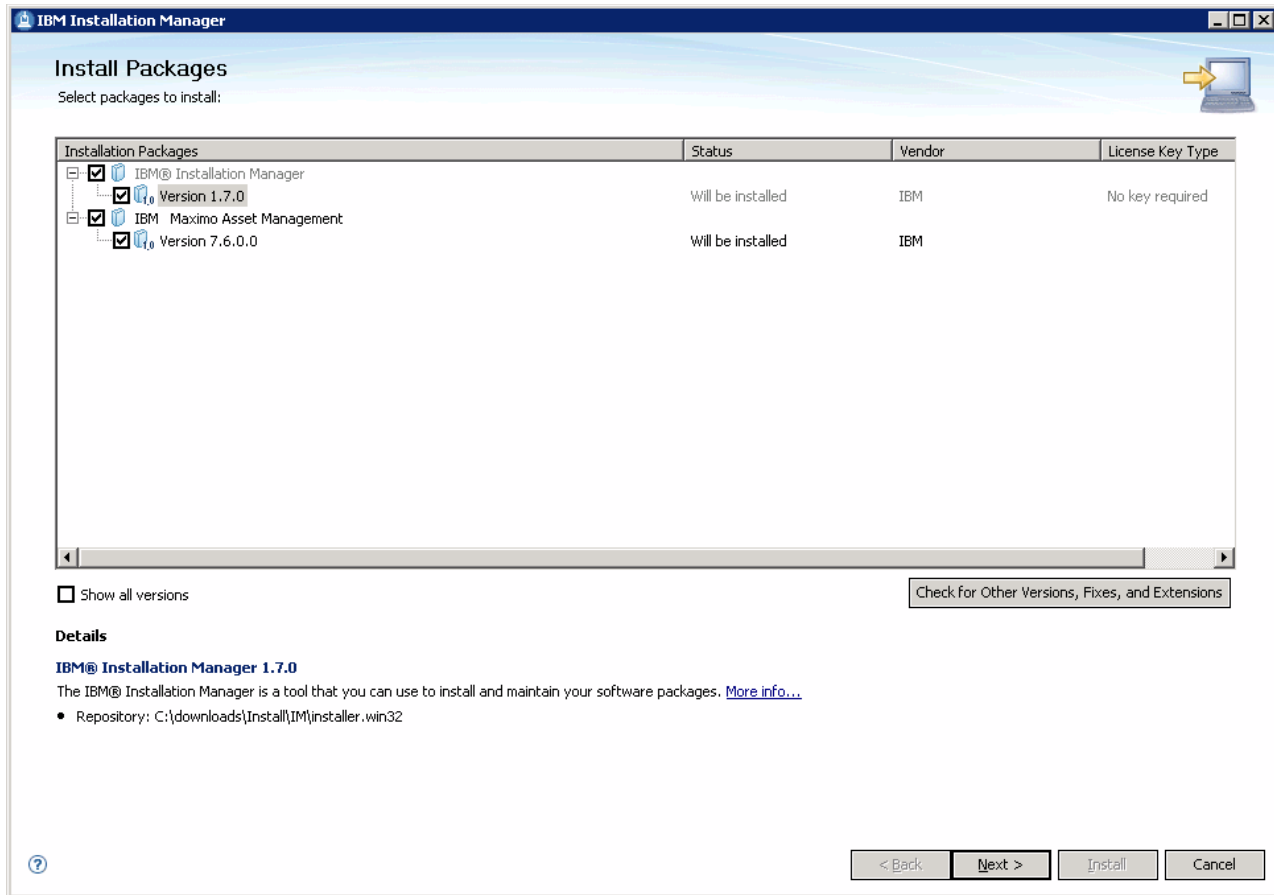 IBM Installation Manager
Install Packages
Select packages to install:
Installation Packages Status Vendor License Key Type
IBM® Installation Manager
Version 1.7.0 Will be installed IBM No key required
IBM Maximo Asset Management
Version 7.6.0.0 Will be installed IBM
Show all versions Check for Other Versions, Fixes, and Extensions
Details
IBM® Installation Manager 1.7.0
The IBM® Installation Manager is a tool that you can use to install and maintain your software packages. More info...
• Repository: C:\downloads\Install\IM\installer.win32
? < Back Next > Install Cancel